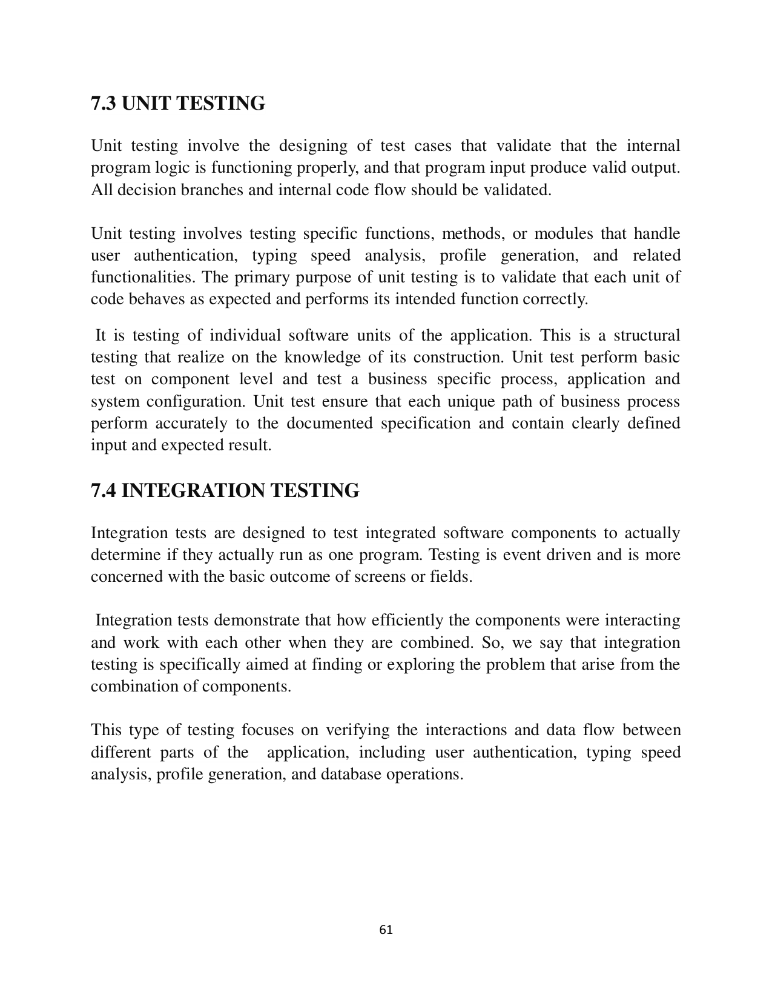 7.3 UNIT TESTING
Unit testing involve the designing of test cases that validate that the internal
program logic is functioning properly, and that program input produce valid output.
All decision branches and internal code flow should be validated.
Unit testing involves testing specific functions, methods, or modules that handle
user authentication, typing speed analysis, profile generation, and related
functionalities. The primary purpose of unit testing is to validate that each unit of
code behaves as expected and performs its intended function correctly.
It is testing of individual software units of the application. This is a structural
testing that realize on the knowledge of its construction. Unit test perform basic
test on component level and test a business specific process, application and
system configuration. Unit test ensure that each unique path of business process
perform accurately to the documented specification and contain clearly defined
input and expected result.
7.4 INTEGRATION TESTING
Integration tests are designed to test integrated software components to actually
determine if they actually run as one program. Testing is event driven and is more
concerned with the basic outcome of screens or fields.
Integration tests demonstrate that how efficiently the components were interacting
and work with each other when they are combined. So, we say that integration
testing is specifically aimed at finding or exploring the problem that arise from the
combination of components.
This type of testing focuses on verifying the interactions and data flow between
different parts of the application, including user authentication, typing speed
analysis, profile generation, and database operations.
61